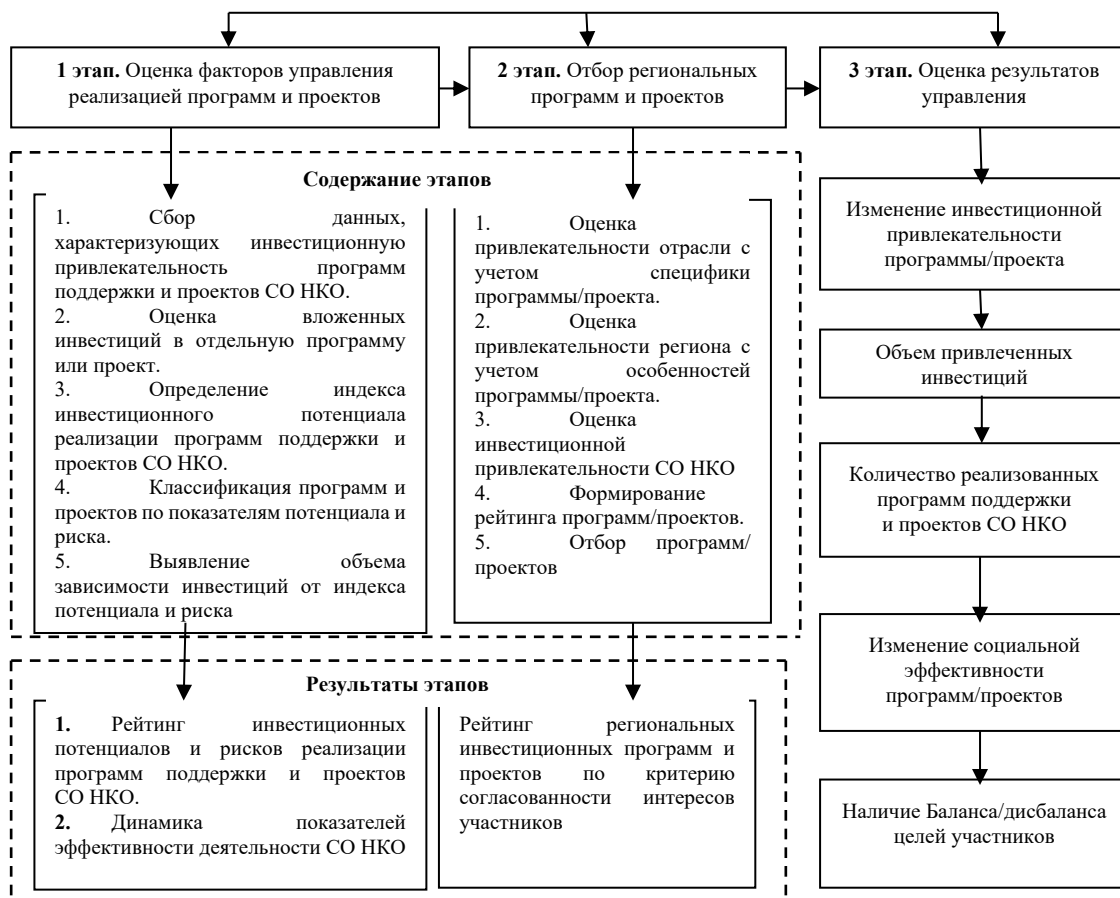 1 этап. Оценка факторов управления
реализацией программ и проектов
2 этап. Отбор региональных
программ и проектов
3 этап. Оценка результатов
управления
Содержание этапов
1. Сбор данных,
характеризующих инвестиционную
привлекательность программ
поддержки и проектов СО НКО.
2. Оценка вложенных
инвестиций в отдельную программу
или проект.
3. Определение индекса
инвестиционного потенциала
реализации программ поддержки и
проектов СО НКО.
4. Классификация программ и
проектов по показателям потенциала и
риска.
5. Выявление объема
зависимости инвестиций от индекса
потенциала и риска
1. Оценка
привлекательности отрасли с
учетом специфики
программы/проекта.
2. Оценка
привлекательности региона с
учетом особенностей
программы/проекта.
3. Оценка
инвестиционной
привлекательности СО НКО
4. Формирование
рейтинга программ/проектов.
5. Отбор программ/
проектов
Изменение инвестиционной
привлекательности
программы/проекта
Объем привлеченных
инвестиций
Количество реализованных
программ поддержки
и проектов СО НКО
Изменение социальной
эффективности
программ/проектов
Наличие Баланса/дисбаланса
целей участников
Результаты этапов
1. Рейтинг инвестиционных
потенциалов и рисков реализации
программ поддержки и проектов
СО НКО.
2. Динамика показателей
эффективности деятельности СО НКО
Рейтинг региональных
инвестиционных программ и
проектов по критерию
согласованности интересов
участников